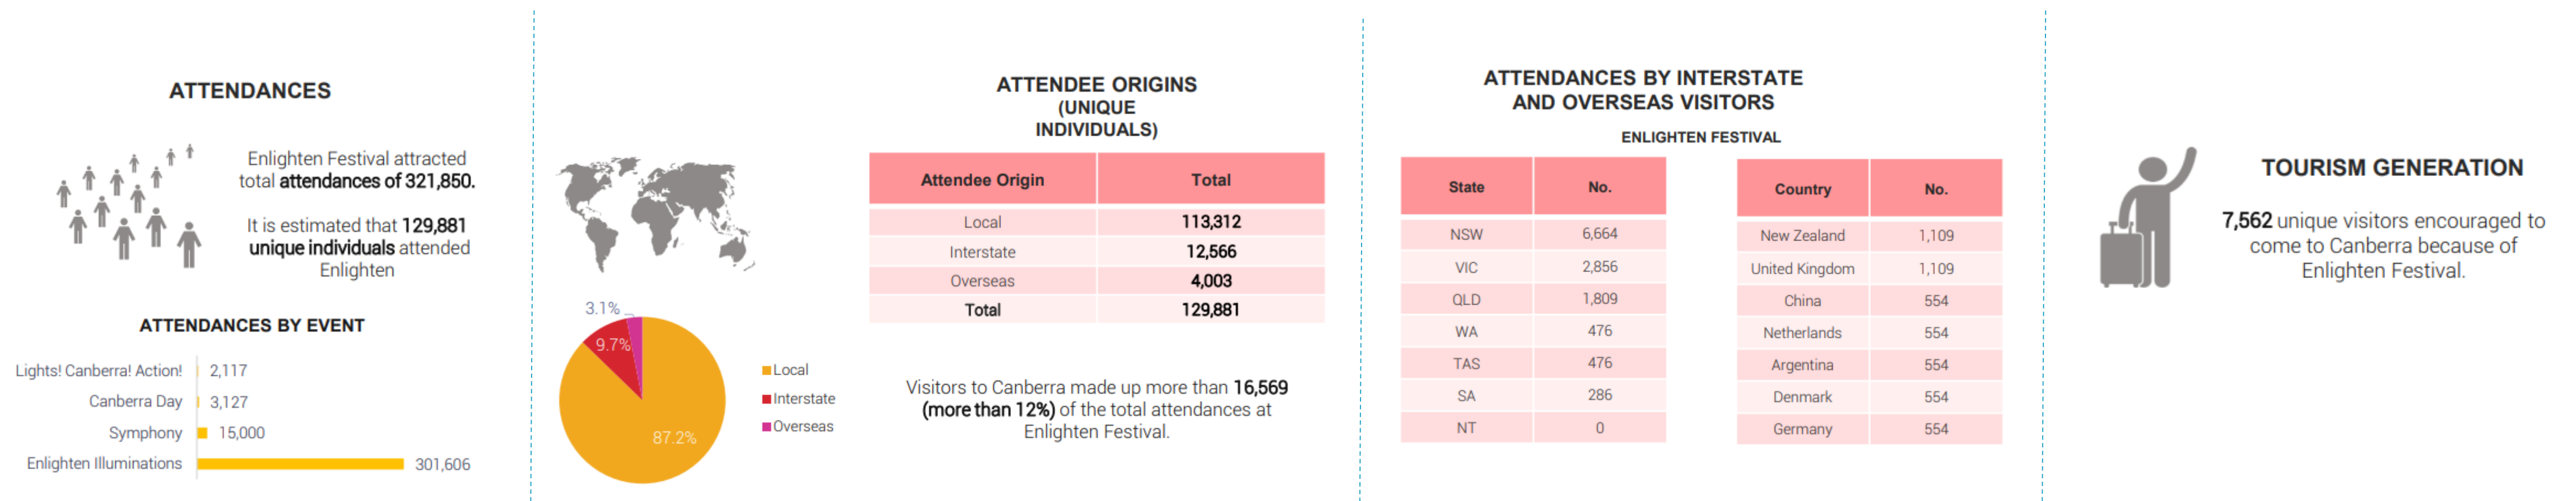 ATTENDANCES
Enlighten Festival attracted
total attendances of 321,850.
It is estimated that 129,881
unique individuals attended
Enlighten
ATTENDANCES BY EVENT
Lights! Canberra! Action! 2,117
Canberra Day 3,127
Symphony 15,000
Enlighten Illuminations 301,606
3.1%
9.7%
87.2%
Local
Interstate
Overseas
ATTENDEE ORIGINS
(UNIQUE
INDIVIDUALS)
Attendee Origin Total
Local 113,312
Interstate 12,566
Overseas 4,003
Total 129,881
Visitors to Canberra made up more than 16,569
(more than 12%) of the total attendances at
Enlighten Festival.
ATTENDANCES BY INTERSTATE
AND OVERSEAS VISITORS
ENLIGHTEN FESTIVAL
State No.
NSW 6,664
VIC 2,856
QLD 1,809
WA 476
TAS 476
SA 286
NT 0
Country No.
New Zealand 1,109
United Kingdom 1,109
China 554
Netherlands 554
Argentina 554
Denmark 554
Germany 554
TOURISM GENERATION
7,562 unique visitors encouraged to
come to Canberra because of
Enlighten Festival.